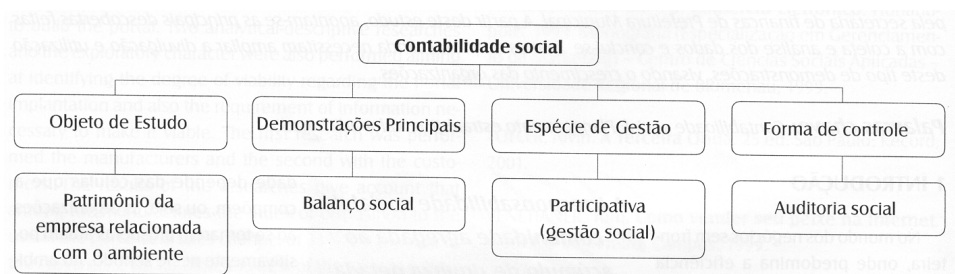 Contabilidade social
Objeto de Estudo
Demonstrações Principais
Espécie de Gestão
Forma de controle
Patrimônio da
empresa relacionada
com o ambiente
Balanço social
Participativa
(gestão social)
Auditoria social